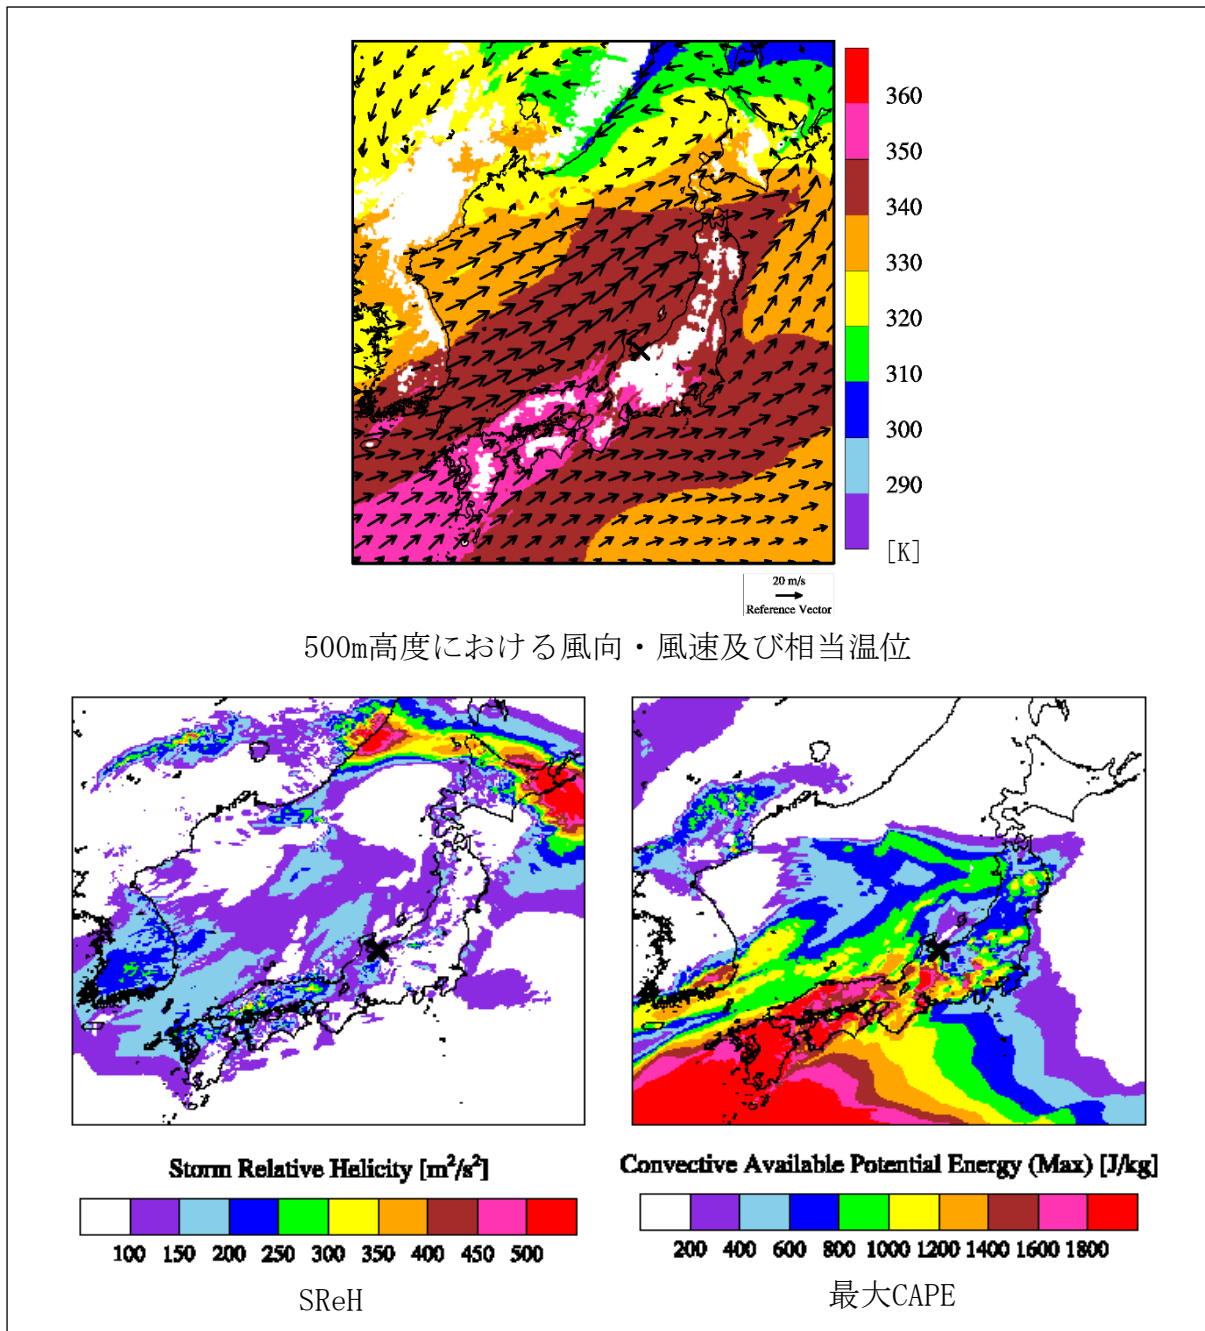 360
350
340
330
320
310
300
290
[K]
20 m/s
Reference Vector
500m高度における風向・風速及び相当温位
Storm Relative Helicity [m²/s²]
100 150 200 250 300 350 400 450 500
SReH
Convective Available Potential Energy (Max) [J/kg]
200 400 600 800 1000 1200 1400 1600 1800
最大CAPE